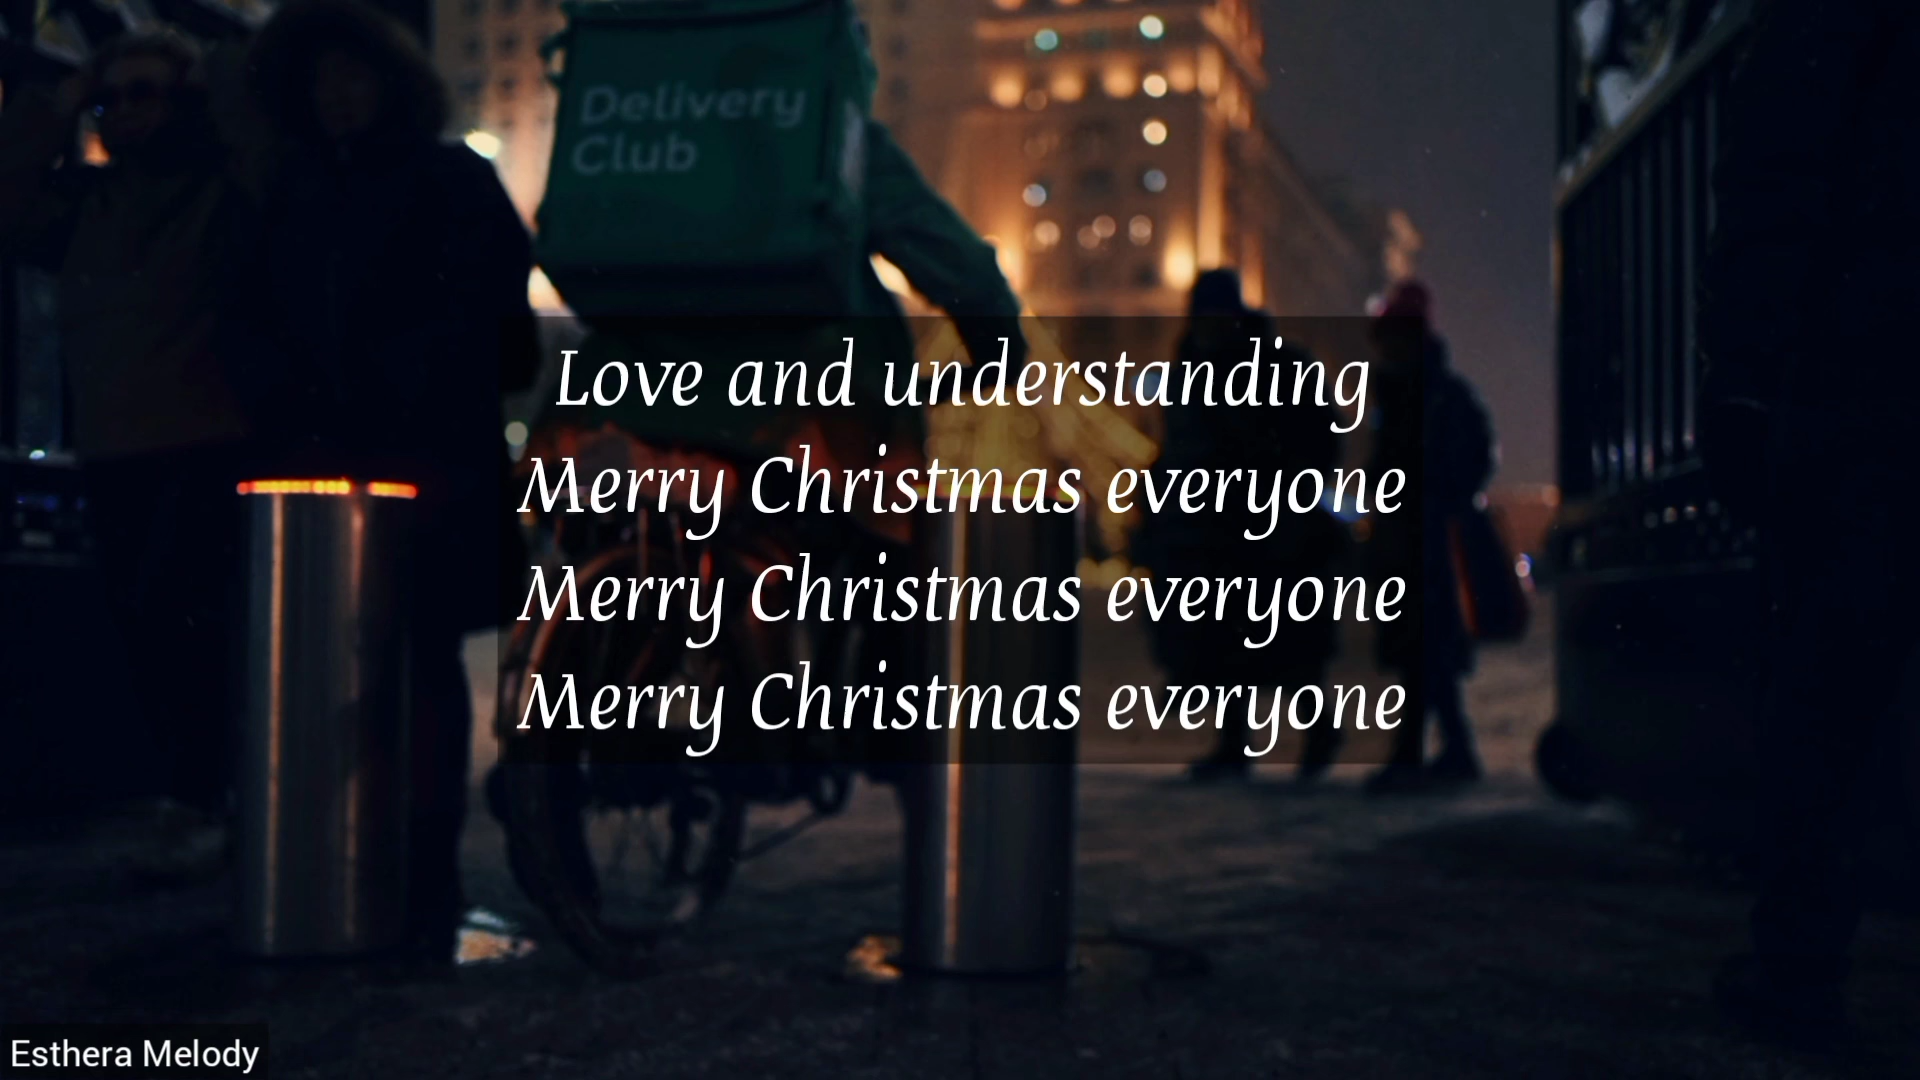 Delivery
Club
Love and understanding
Merry Christmas everyone
Merry Christmas everyone
Merry Christmas everyone
Esthera Melody